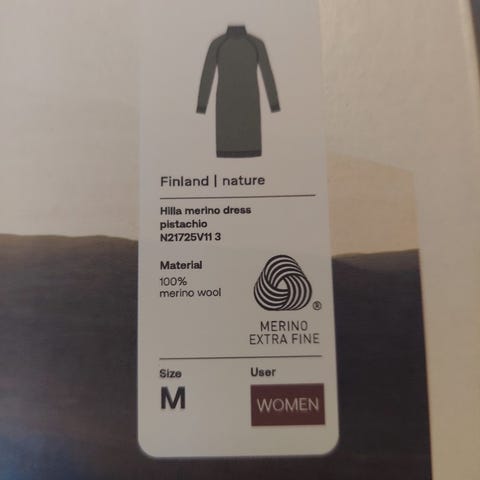 Finland | nature
Hilla merino dress
pistachio
N21725V11 3
Material
100%
merino wool
®
MERINO
EXTRA FINE
Size
M
User
WOMEN